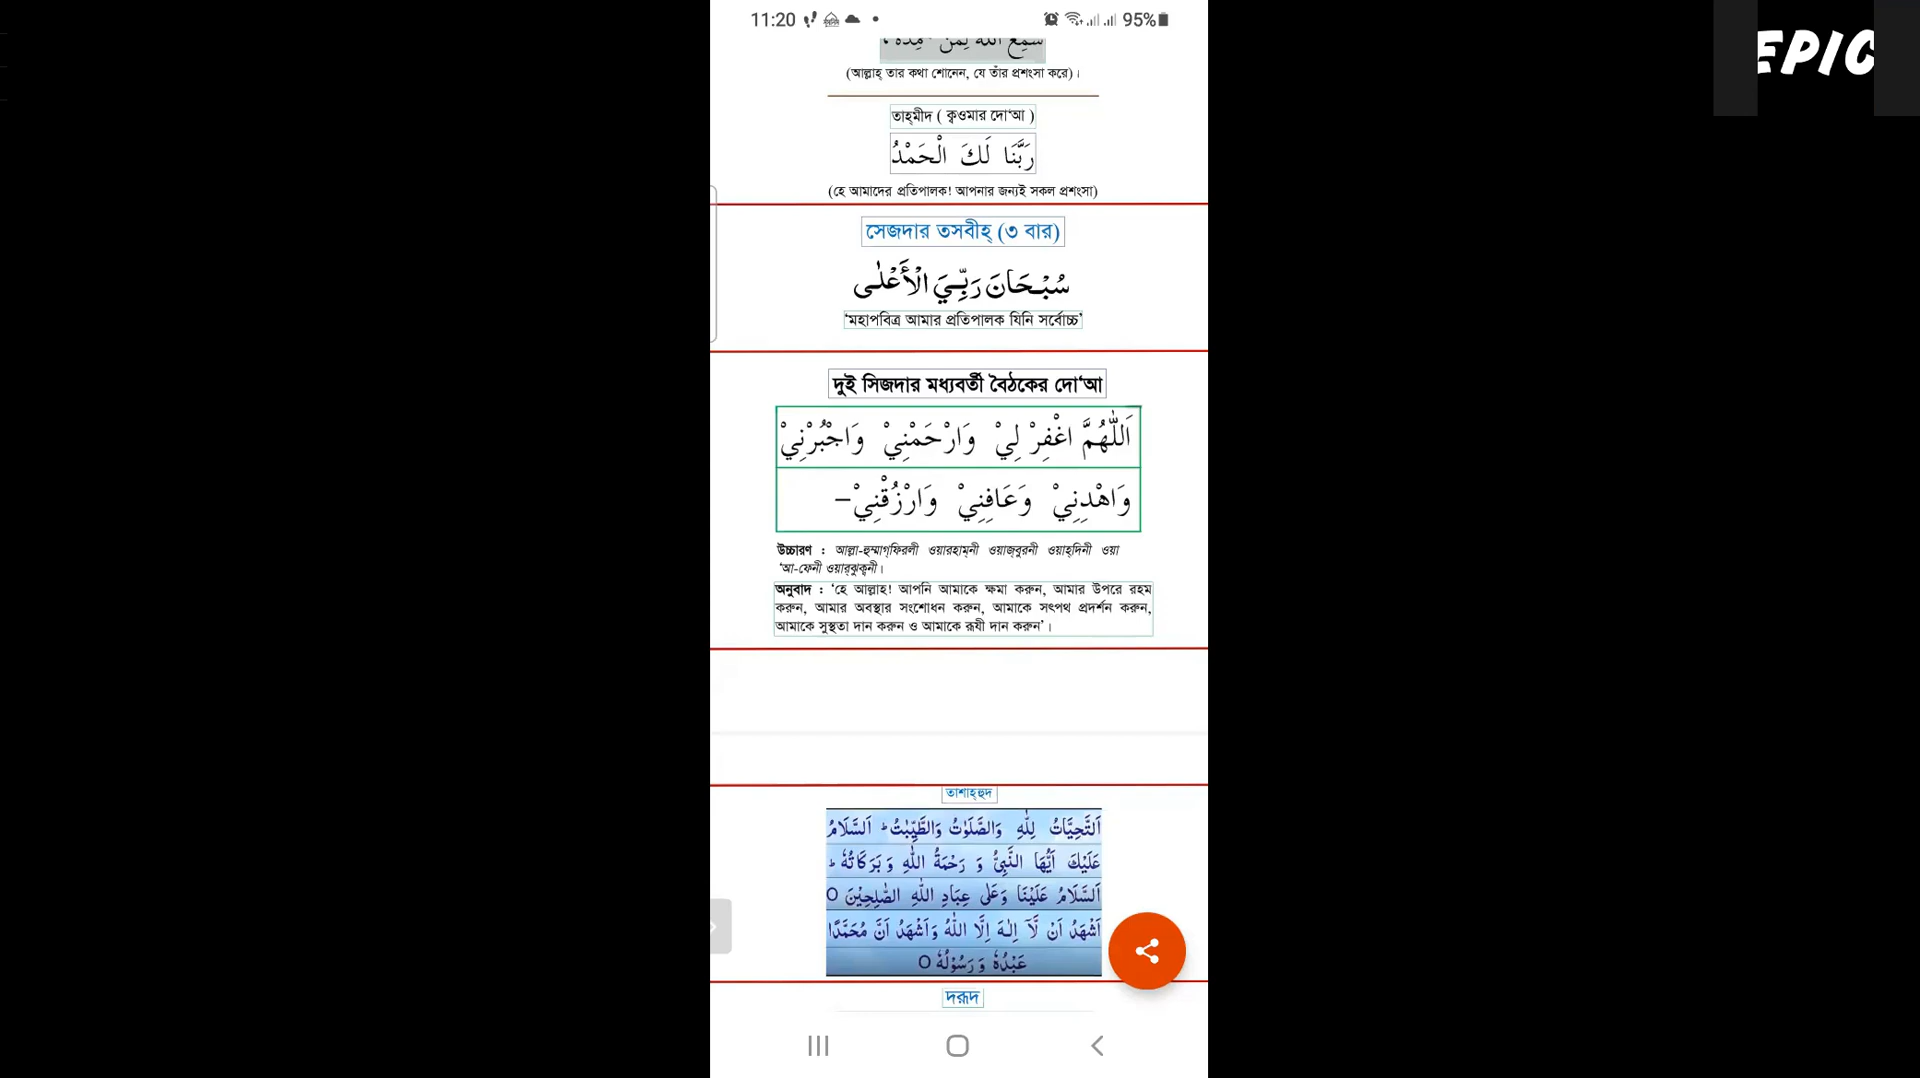 11:20 95%
EPIC
سَمِعَ اللهُ لِمَنْ
(আল্লাহ্ তার কথা শোনেন, যে তাঁর প্রশংসা করে)।
তাহ্‌মীদ ( ক্বওমার দো‘আ )
رَبَّنَا لَكَ الْحَمْدُ
(হে আমাদের প্রতিপালক! আপনার জন্যই সকল প্রশংসা)
সেজদার তসবীহ্ (৩ বার)
سُبْحَانَ رَبِّيَ الْأَعْلٰى
‘মহাপবিত্র আমার প্রতিপালক যিনি সর্বোচ্চ’
দুই সিজদার মধ্যবর্তী বৈঠকের দো‘আ
اَللّٰهُمَّ اغْفِرْ لِيْ وَارْحَمْنِيْ وَاجْبُرْنِيْ
وَاهْدِنِيْ وَعَافِنِيْ وَارْزُقْنِيْ–
উচ্চারণ : আল্লা-হুম্মাগ্‌ফিরলী ওয়ারহাম্‌নী ওয়াজ্‌বুরনী ওয়াহ্‌দিনী ওয়া
‘আ-ফেনী ওয়ার্‌ঝুক্বনী।
অনুবাদ : ‘হে আল্লাহ! আপনি আমাকে ক্ষমা করুন, আমার উপরে রহম
করুন, আমার অবস্থার সংশোধন করুন, আমাকে সৎপথ প্রদর্শন করুন,
আমাকে সুস্থতা দান করুন ও আমাকে রূযী দান করুন’।
তাশাহ্‌হুদ
اَلتَّحِيَّاتُ لِلّٰهِ وَالصَّلَوٰتُ وَالطَّيِّبٰتُ ؕ اَلسَّلَامُ
عَلَيْكَ اَيُّهَا النَّبِيُّ وَ رَحْمَةُ اللّٰهِ وَ بَرَكَاتُهٗ ؕ
اَلسَّلَامُ عَلَيْنَا وَعَلٰى عِبَادِ اللّٰهِ الصّٰلِحِيْنَ O
اَشْهَدُ اَنْ لَّآ اِلٰهَ اِلَّا اللّٰهُ وَاَشْهَدُ اَنَّ مُحَمَّدًا
عَبْدُهٗ وَ رَسُوْلُهٗ O
দরূদ